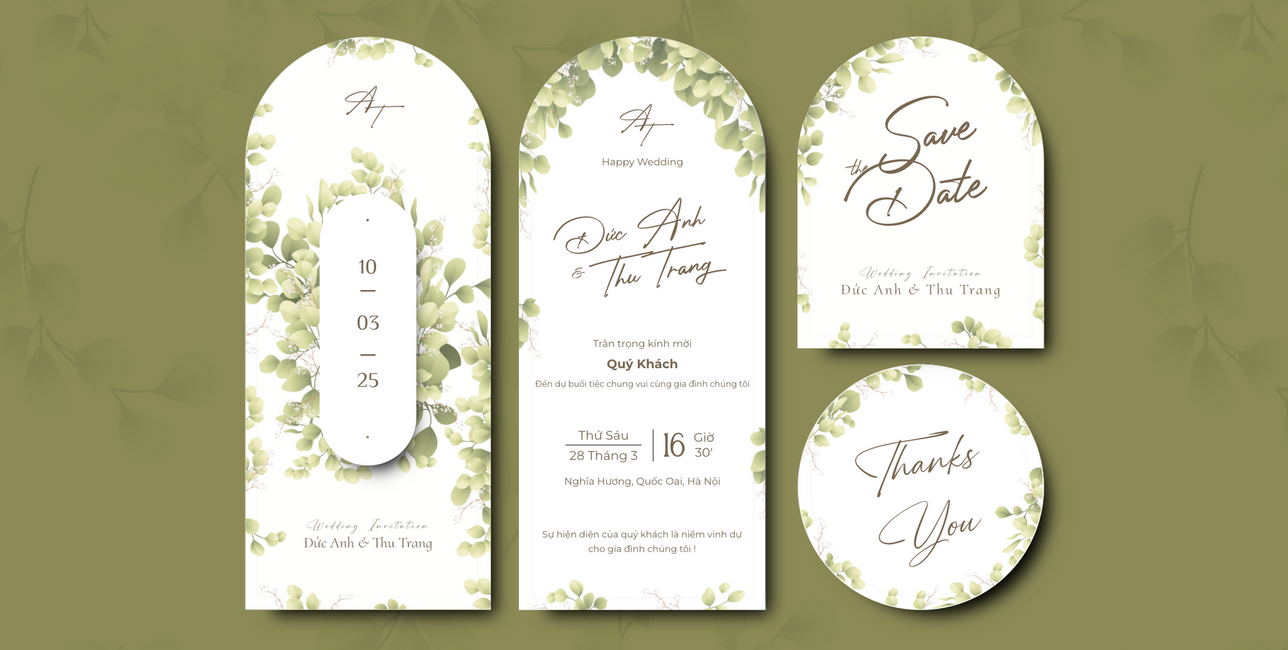 AT
10
03
25
Wedding Invitation
Đức Anh & Thu Trang
AT
Happy Wedding
Đức Anh
& Thu Trang
Trân trọng kính mời
Quý Khách
Đến dự buổi tiệc chung vui cùng gia đình chúng tôi
Thứ Sáu
28 Tháng 3
16 Giờ
30'
Nghĩa Hương, Quốc Oai, Hà Nội
Sự hiện diện của quý khách là niềm vinh dự
cho gia đình chúng tôi !
Save
the
Date
Wedding Invitation
Đức Anh & Thu Trang
Thanks
You